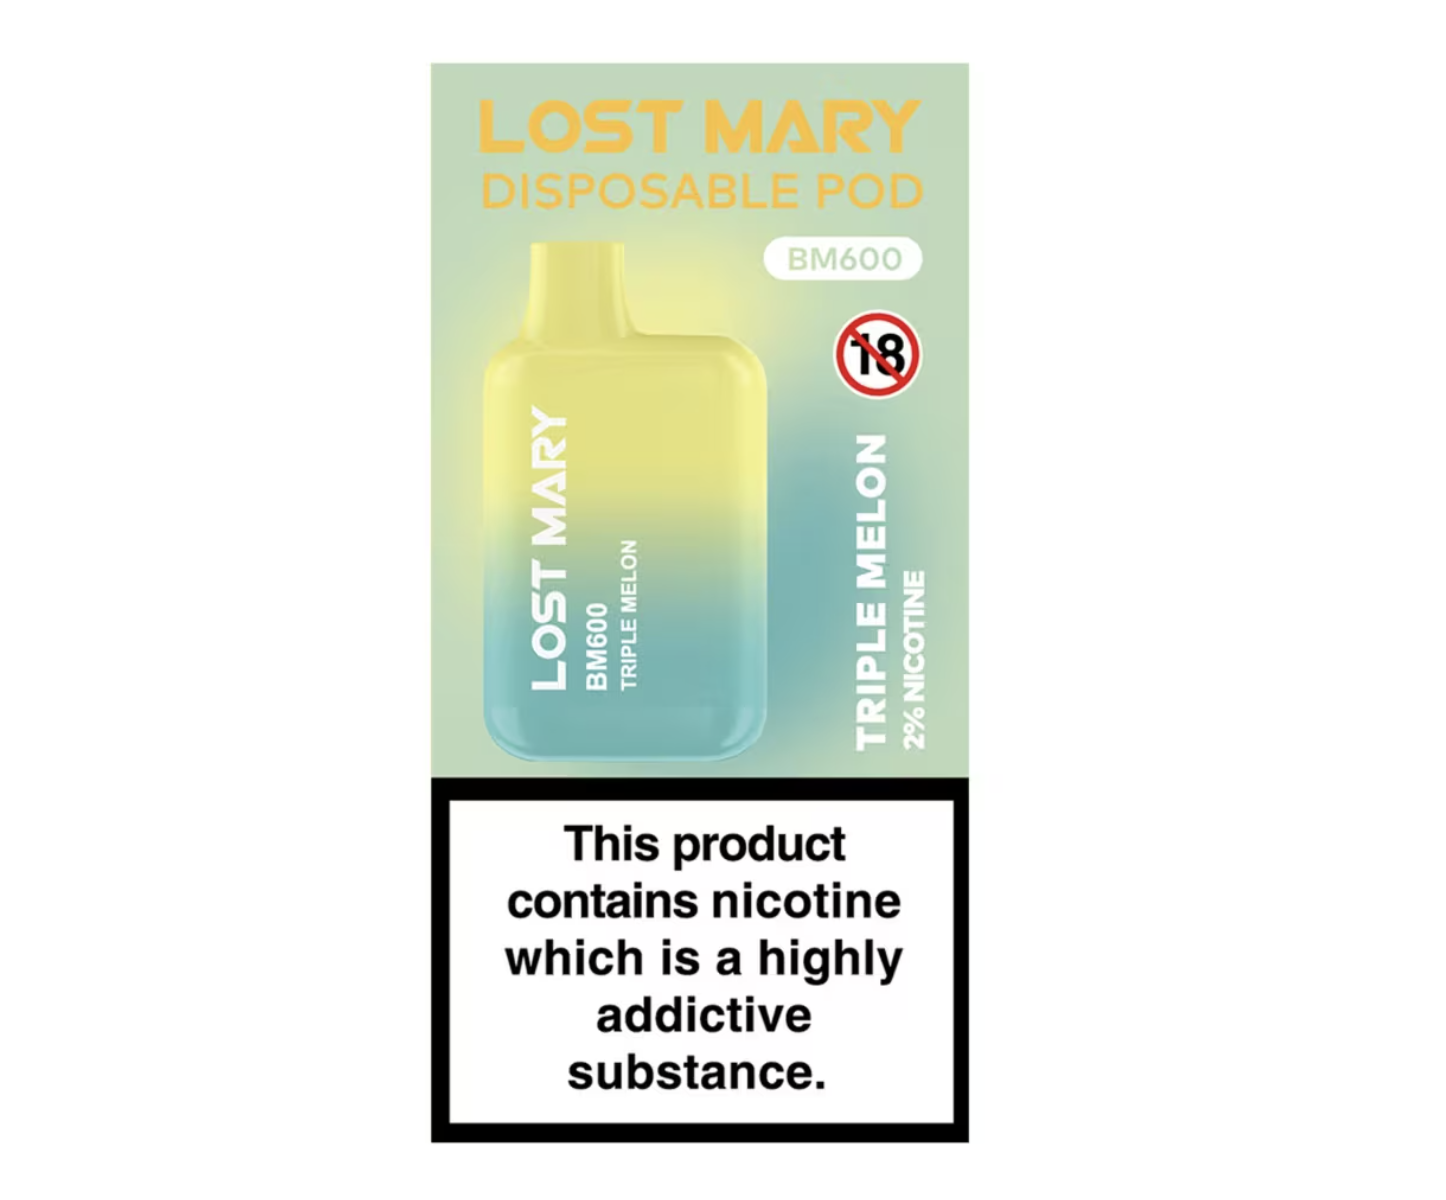 LOST MARY
DISPOSABLE POD
BM600
18
LOST MARY
BM600
TRIPLE MELON
TRIPLE MELON
2% NICOTINE
This product
contains nicotine
which is a highly
addictive
substance.